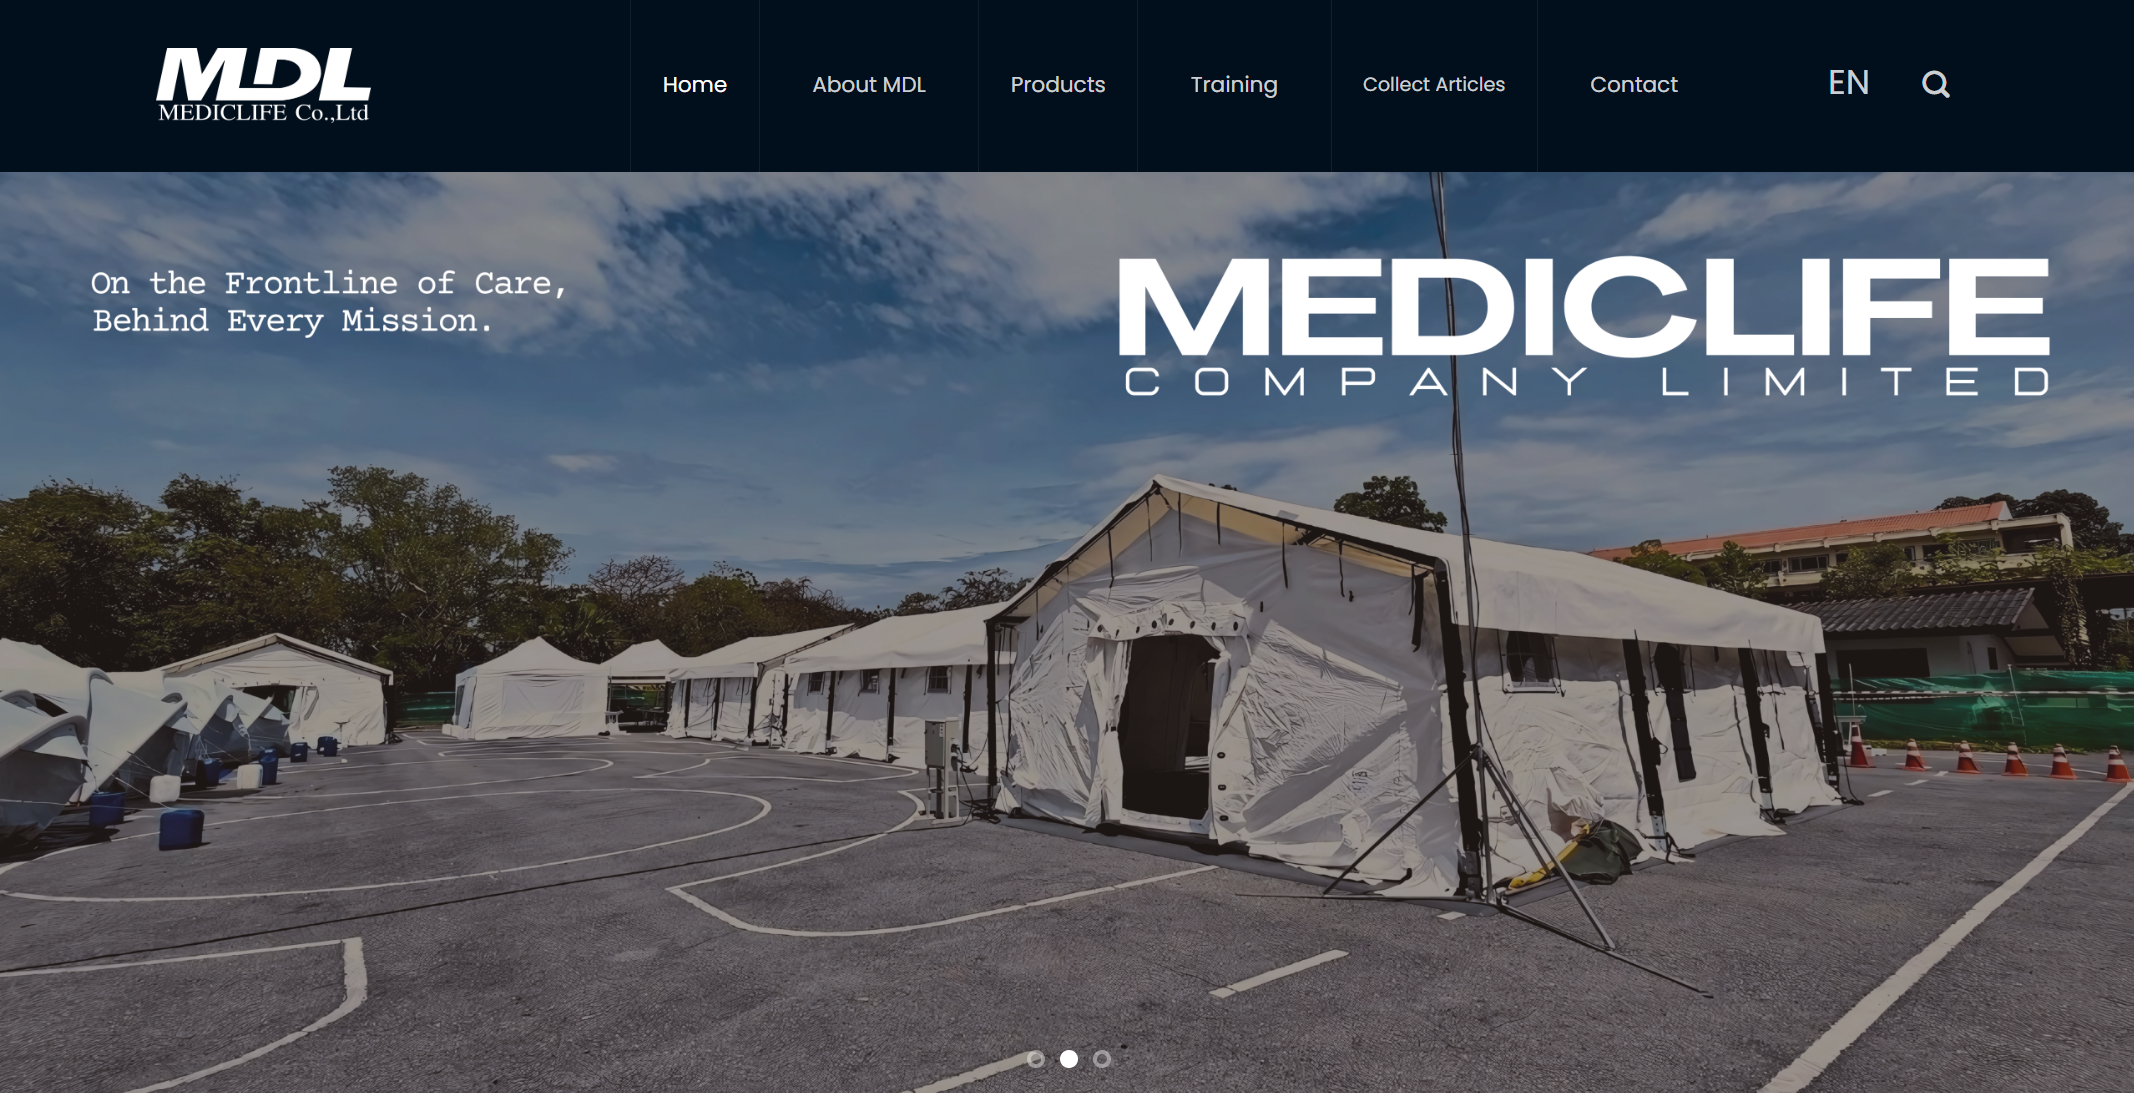 MDL
MEDICLIFE Co.,Ltd
Home
About MDL
Products
Training
Collect Articles
Contact
EN
On the Frontline of Care,
Behind Every Mission.
MEDICLIFE
COMPANY LIMITED